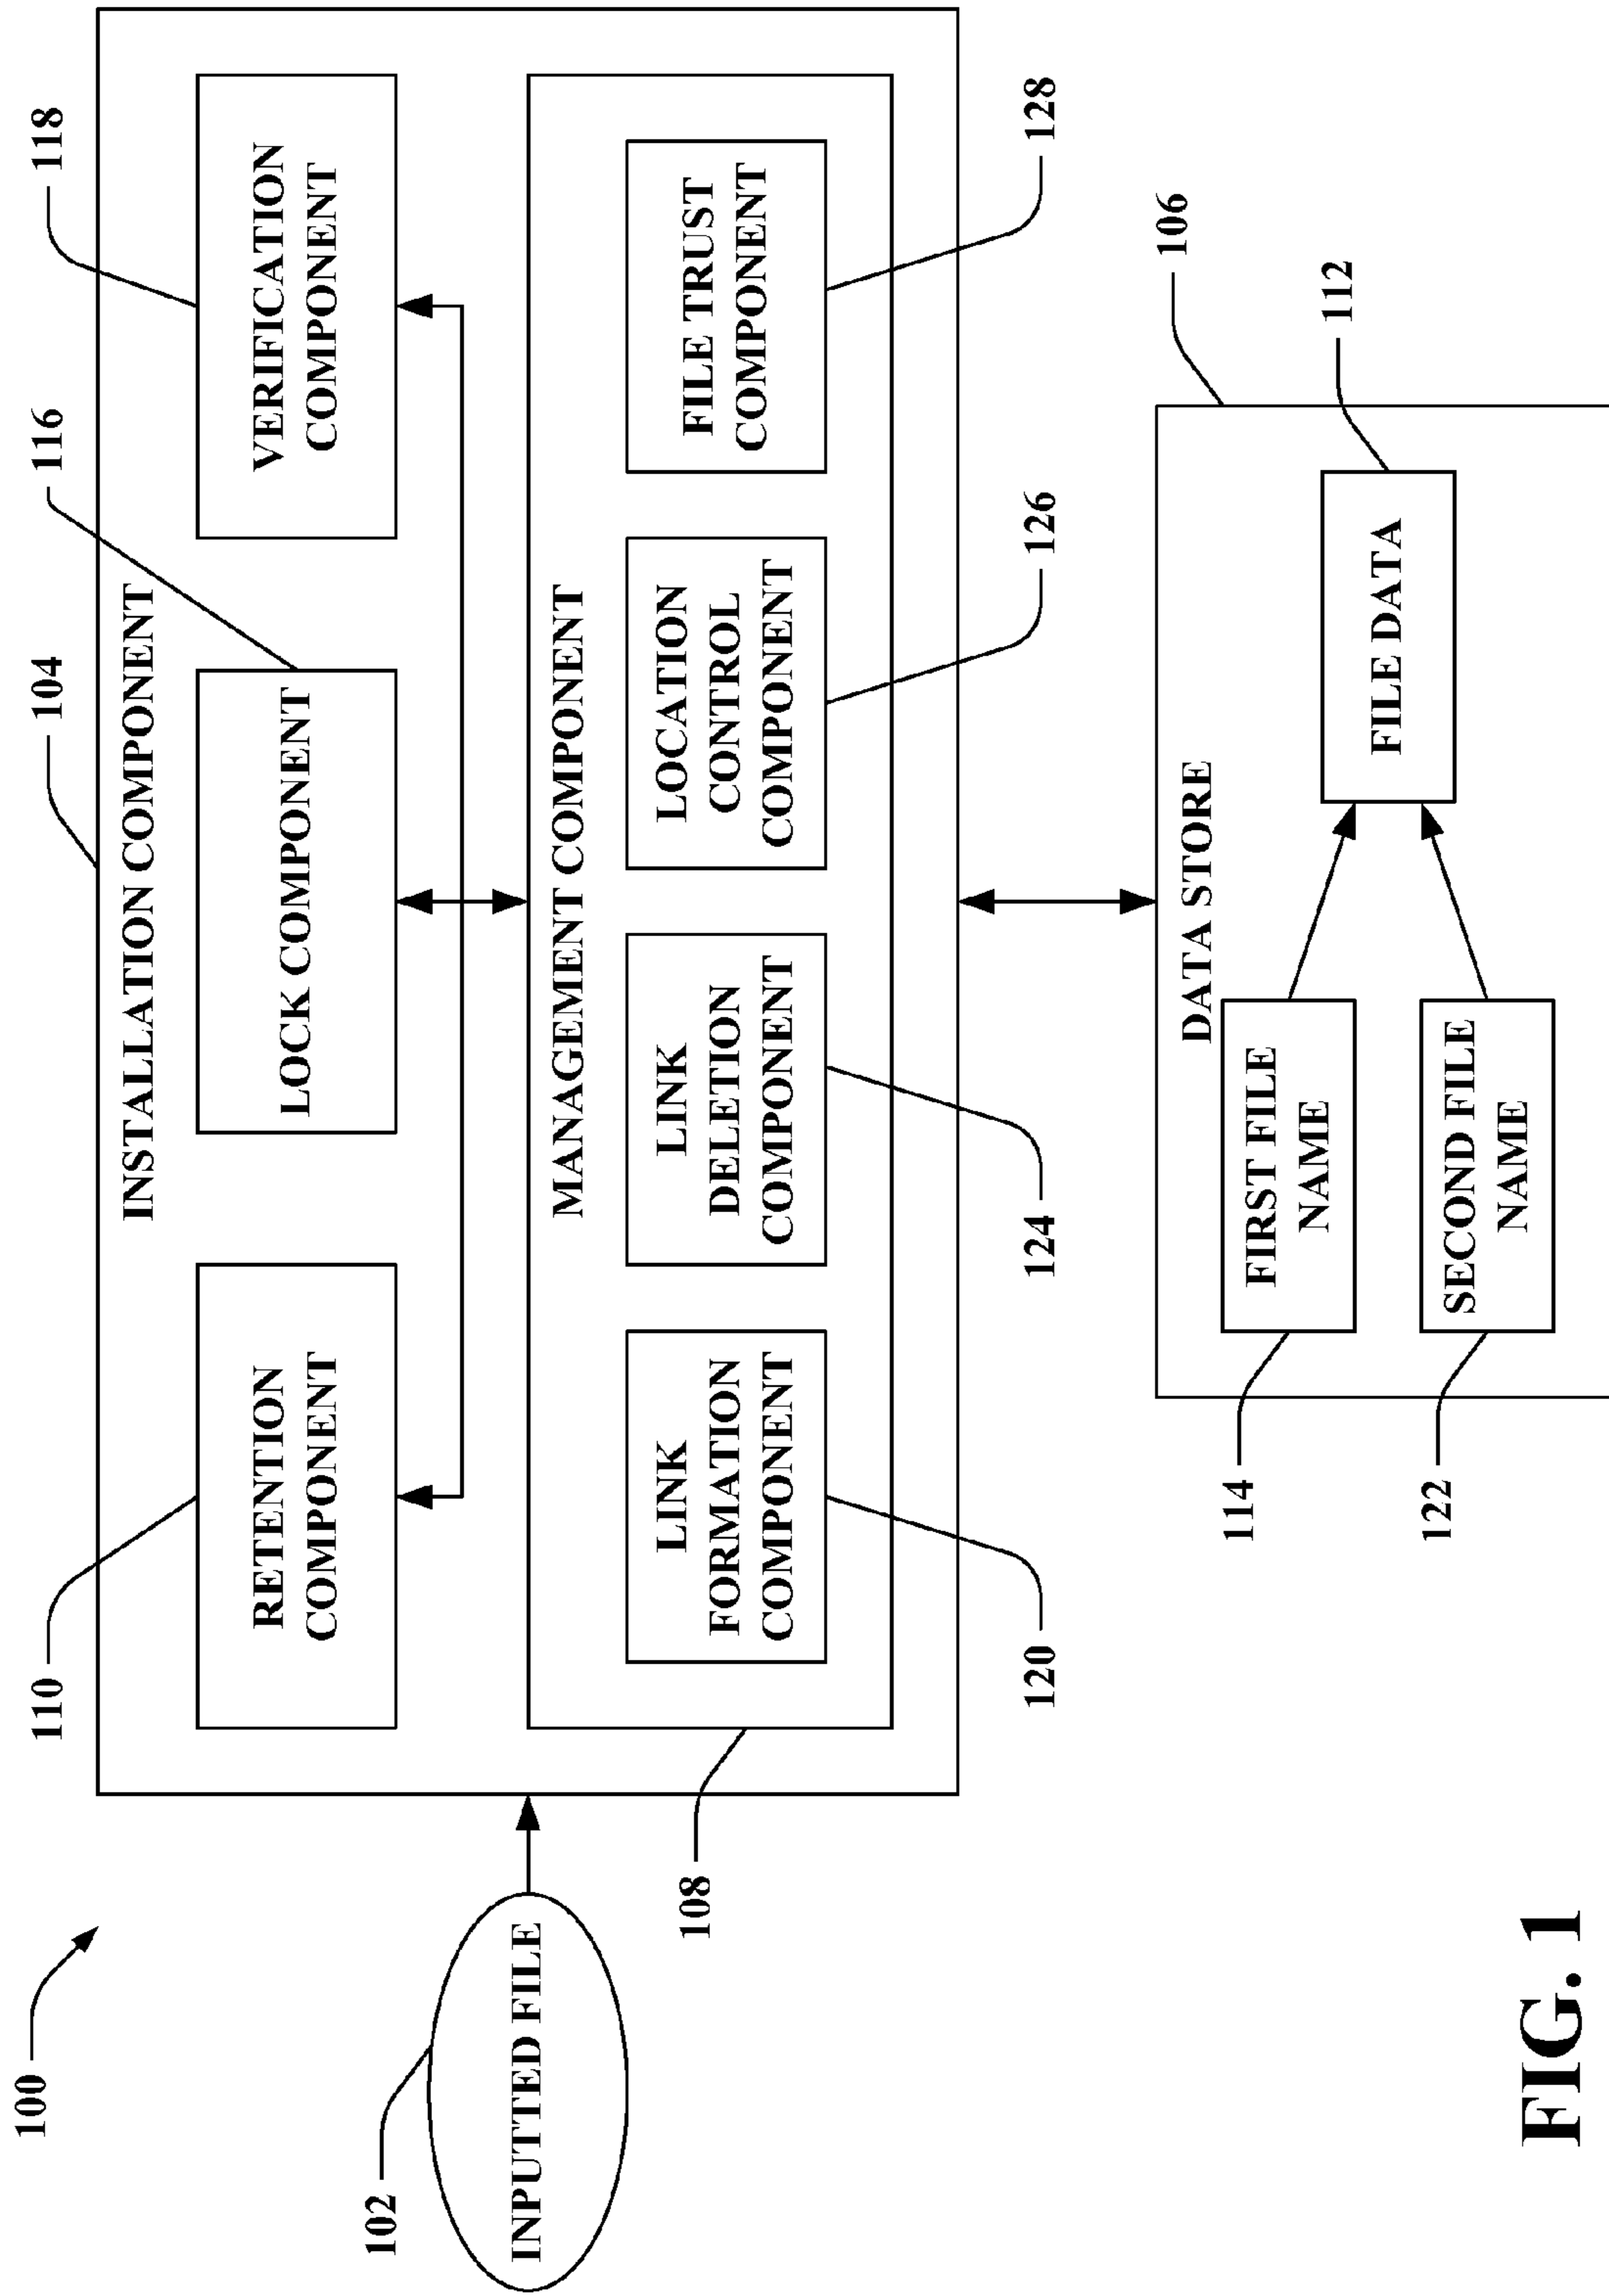 100
104
116
118
110
INSTALLATION COMPONENT
RETENTION
COMPONENT
LOCK COMPONENT
VERIFICATION
COMPONENT
102
INPUTTED FILE
MANAGEMENT COMPONENT
LINK
FORMATION
COMPONENT
LINK
DELETION
COMPONENT
LOCATION
CONTROL
COMPONENT
FILE TRUST
COMPONENT
108
120
124
126
128
106
DATA STORE
114
FIRST FILE
NAME
112
FILE DATA
122
SECOND FILE
NAME
FIG. 1